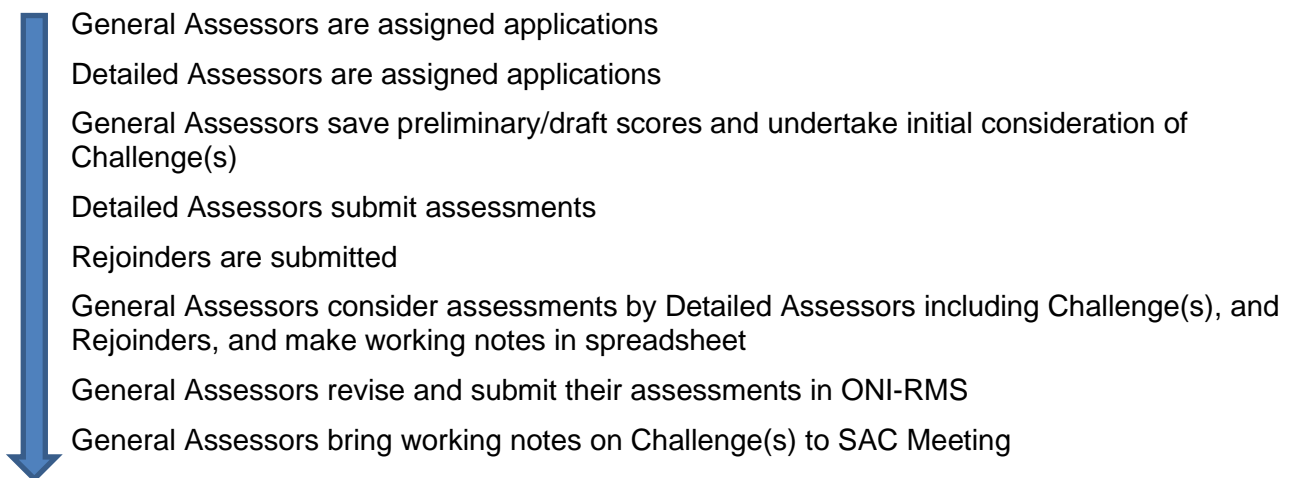 General Assessors are assigned applications
Detailed Assessors are assigned applications
General Assessors save preliminary/draft scores and undertake initial consideration of
Challenge(s)
Detailed Assessors submit assessments
Rejoinders are submitted
General Assessors consider assessments by Detailed Assessors including Challenge(s), and
Rejoinders, and make working notes in spreadsheet
General Assessors revise and submit their assessments in ONI-RMS
General Assessors bring working notes on Challenge(s) to SAC Meeting